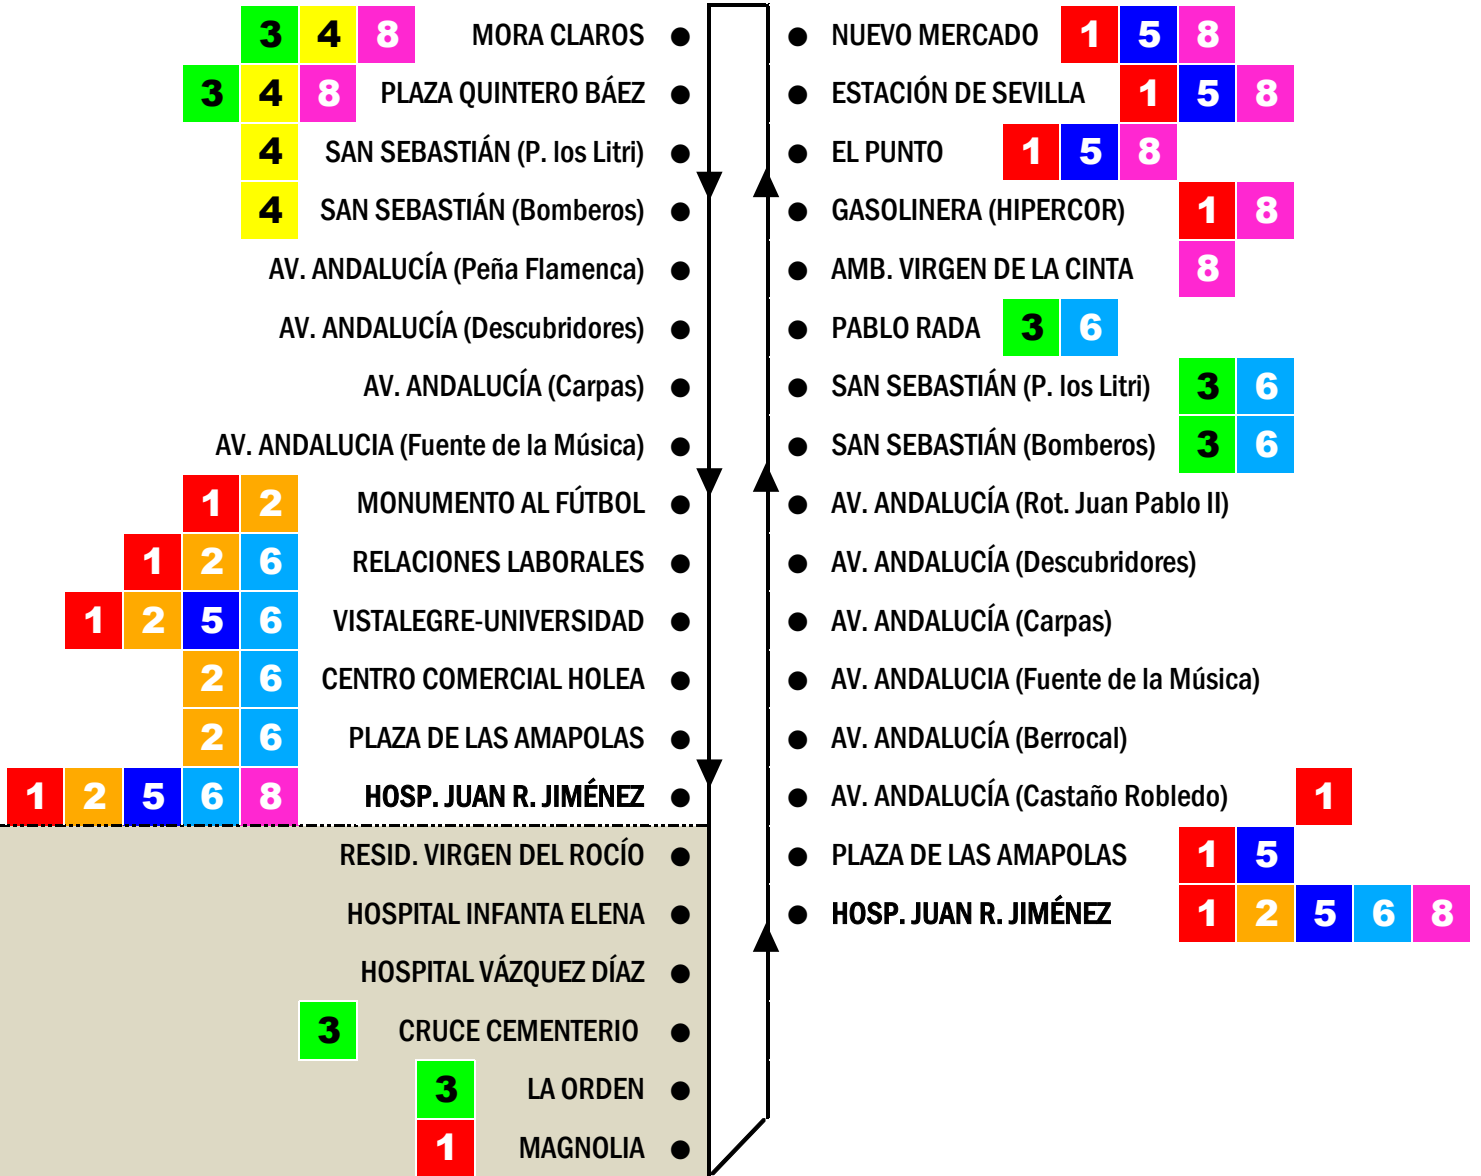 3 4 8 MORA CLAROS
3 4 8 PLAZA QUINTERO BÁEZ
4 SAN SEBASTIÁN (P. los Litri)
4 SAN SEBASTIÁN (Bomberos)
AV. ANDALUCÍA (Peña Flamenca)
AV. ANDALUCÍA (Descubridores)
AV. ANDALUCÍA (Carpas)
AV. ANDALUCIA (Fuente de la Música)
1 2 MONUMENTO AL FÚTBOL
1 2 6 RELACIONES LABORALES
1 2 5 6 VISTALEGRE-UNIVERSIDAD
2 6 CENTRO COMERCIAL HOLEA
2 6 PLAZA DE LAS AMAPOLAS
1 2 5 6 8 HOSP. JUAN R. JIMÉNEZ
RESID. VIRGEN DEL ROCÍO
HOSPITAL INFANTA ELENA
HOSPITAL VÁZQUEZ DÍAZ
3 CRUCE CEMENTERIO
3 LA ORDEN
1 MAGNOLIA
NUEVO MERCADO 1 5 8
ESTACIÓN DE SEVILLA 1 5 8
EL PUNTO 1 5 8
GASOLINERA (HIPERCOR) 1 8
AMB. VIRGEN DE LA CINTA 8
PABLO RADA 3 6
SAN SEBASTIÁN (P. los Litri) 3 6
SAN SEBASTIÁN (Bomberos) 3 6
AV. ANDALUCÍA (Rot. Juan Pablo II)
AV. ANDALUCÍA (Descubridores)
AV. ANDALUCÍA (Carpas)
AV. ANDALUCIA (Fuente de la Música)
AV. ANDALUCÍA (Berrocal)
AV. ANDALUCÍA (Castaño Robledo) 1
PLAZA DE LAS AMAPOLAS 1 5
HOSP. JUAN R. JIMÉNEZ 1 2 5 6 8